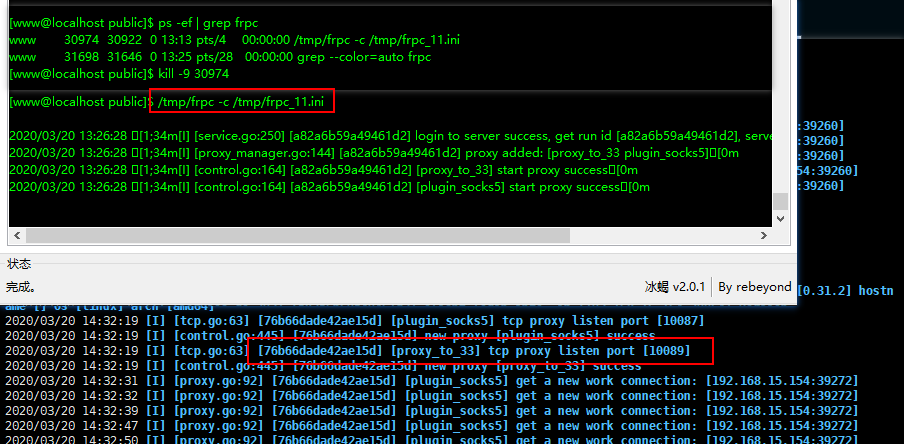 [www@localhost public]$ ps -ef | grep frpc
www 30974 30922 0 13:13 pts/4 00:00:00 /tmp/frpc -c /tmp/frpc_11.ini
www 31698 31646 0 13:25 pts/28 00:00:00 grep --color=auto frpc
[www@localhost public]$ kill -9 30974
[www@localhost public]$ /tmp/frpc -c /tmp/frpc_11.ini
2020/03/20 13:26:28 [1;34m[I] [service.go:250] [a82a6b59a49461d2] login to server success, get run id [a82a6b59a49461d2], serve
2020/03/20 13:26:28 [1;34m[I] [proxy_manager.go:144] [a82a6b59a49461d2] proxy added: [proxy_to_33 plugin_socks5][0m
2020/03/20 13:26:28 [1;34m[I] [control.go:164] [a82a6b59a49461d2] [proxy_to_33] start proxy success[0m
2020/03/20 13:26:28 [1;34m[I] [control.go:164] [a82a6b59a49461d2] [plugin_socks5] start proxy success[0m
:39260]
:39260]
:39260]
54:39260]
:39260]
状态
完成。
冰蝎 v2.0.1 By rebeyond
[0.31.2] hostn
ame [] os [linux] arch [amd64]
2020/03/20 14:32:19 [I] [tcp.go:63] [76b66dade42ae15d] [plugin_socks5] tcp proxy listen port [10087]
2020/03/20 14:32:19 [I] [control.go:445] [76b66dade42ae15d] new proxy [plugin_socks5] success
2020/03/20 14:32:19 [I] [tcp.go:63] [76b66dade42ae15d] [proxy_to_33] tcp proxy listen port [10089]
2020/03/20 14:32:19 [I] [control.go:445] [76b66dade42ae15d] new proxy [proxy_to_33] success
2020/03/20 14:32:31 [I] [proxy.go:92] [76b66dade42ae15d] [plugin_socks5] get a new work connection: [192.168.15.154:39272]
2020/03/20 14:32:32 [I] [proxy.go:92] [76b66dade42ae15d] [plugin_socks5] get a new work connection: [192.168.15.154:39272]
2020/03/20 14:32:39 [I] [proxy.go:92] [76b66dade42ae15d] [plugin_socks5] get a new work connection: [192.168.15.154:39272]
2020/03/20 14:32:47 [I] [proxy.go:92] [76b66dade42ae15d] [plugin_socks5] get a new work connection: [192.168.15.154:39272]
2020/03/20 14:32:50 [I] [proxy.go:92] [76b66dade42ae15d] [plugin_socks5] get a new work connection: [192.168.15.154:39272]